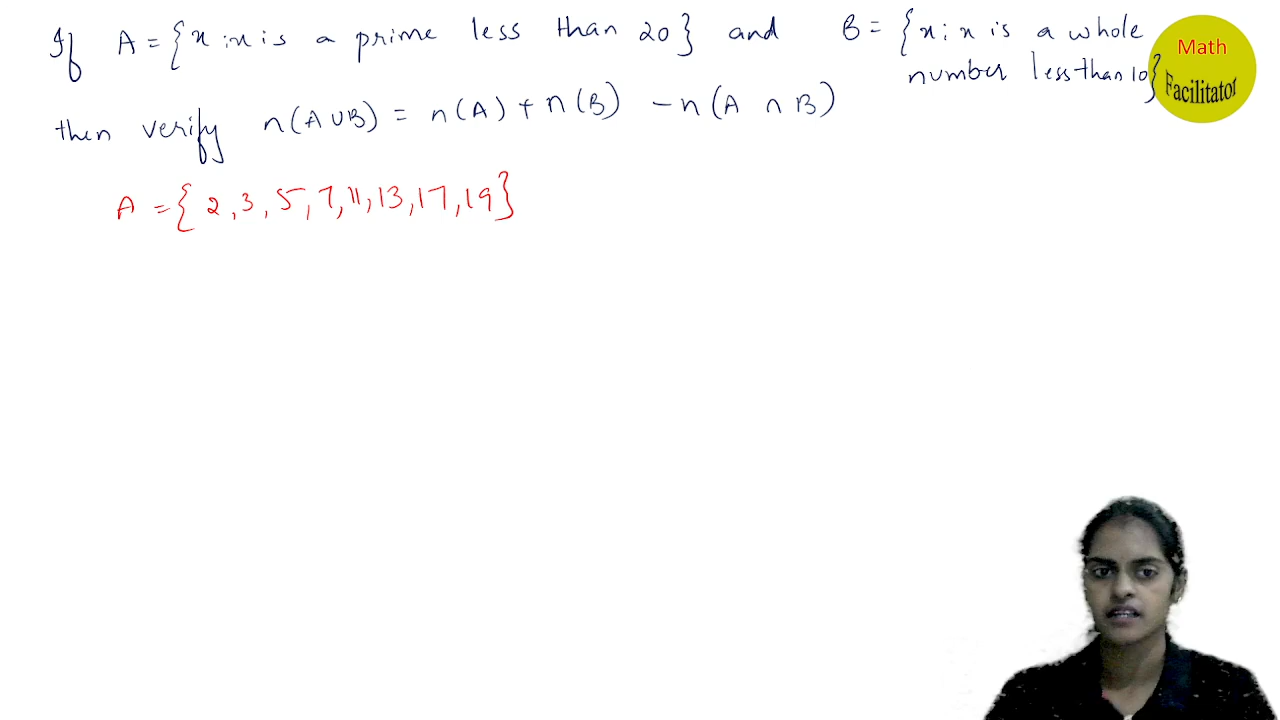 If A = {x : x is a prime less than 20} and B = {x : x is a whole
number less than 10}
then verify n(A ∪ B) = n(A) + n(B) - n(A ∩ B)
A = {2, 3, 5, 7, 11, 13, 17, 19}
Math
Facilitator